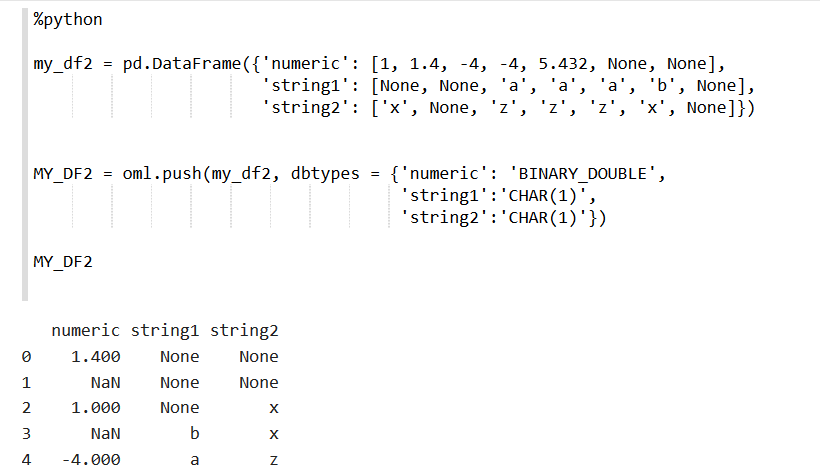 %python
my_df2 = pd.DataFrame({'numeric': [1, 1.4, -4, -4, 5.432, None, None],
'string1': [None, None, 'a', 'a', 'a', 'b', None],
'string2': ['x', None, 'z', 'z', 'z', 'x', None]})
MY_DF2 = oml.push(my_df2, dbtypes = {'numeric': 'BINARY_DOUBLE',
'string1':'CHAR(1)',
'string2':'CHAR(1)'})
MY_DF2
numeric string1 string2
0 1.400 None None
1 NaN None None
2 1.000 None x
3 NaN b x
4 -4.000 a z